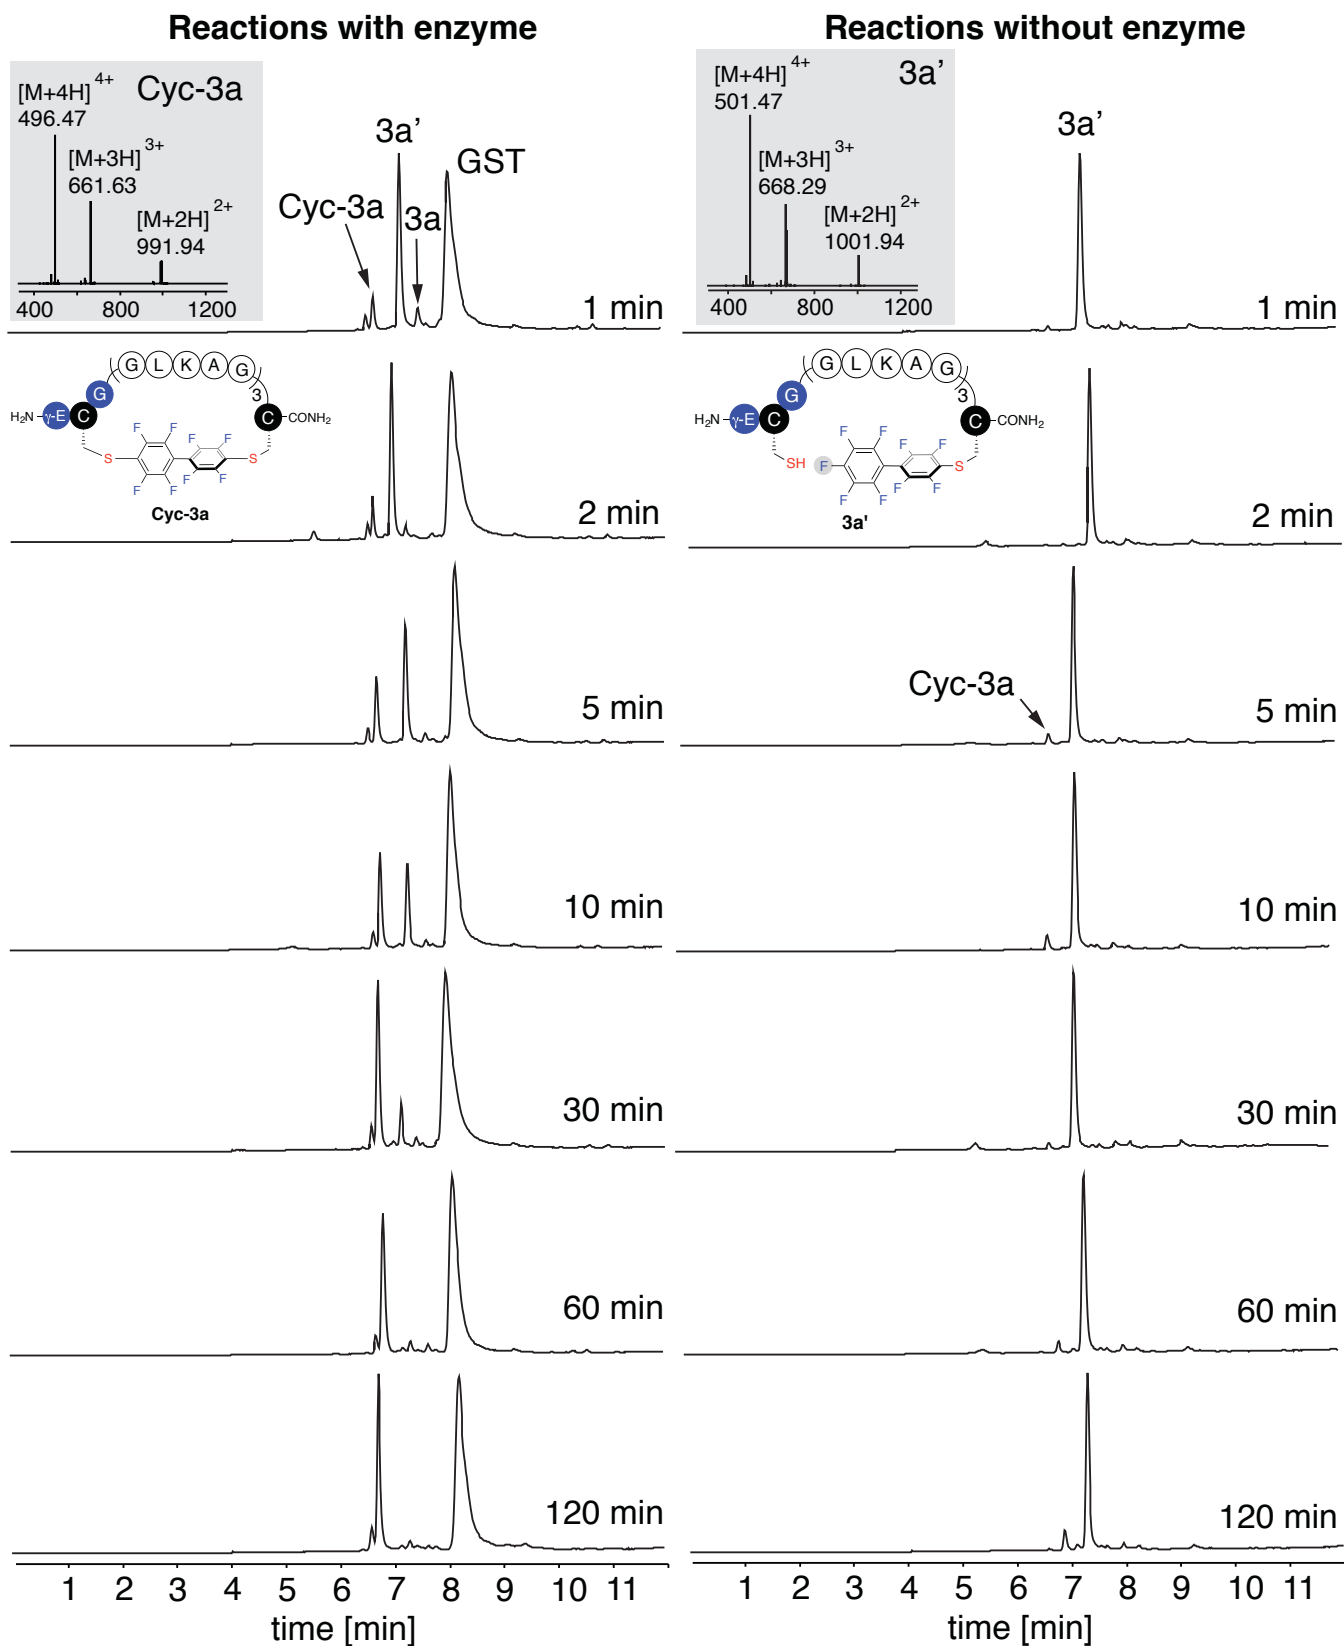 Reactions with enzyme
Reactions without enzyme
[M+4H] 4+
496.47
Cyc-3a
[M+3H] 3+
661.63
[M+2H] 2+
991.94
400 800 1200
3a’
GST
Cyc-3a
3a
1 min
[M+4H] 4+
501.47
3a’
[M+3H] 3+
668.29
[M+2H] 2+
1001.94
400 800 1200
3a’
1 min
G L K A G
3
G
H₂N γ-E C C CONH₂
F F F F
S S
F F F F
Cyc-3a
2 min
G L K A G
3
G
H₂N γ-E C C CONH₂
SH F F F F F S
F F F F
3a'
2 min
5 min
Cyc-3a
5 min
10 min
10 min
30 min
30 min
60 min
60 min
120 min
120 min
1 2 3 4 5 6 7 8 9 10 11
time [min]
1 2 3 4 5 6 7 8 9 10 11
time [min]